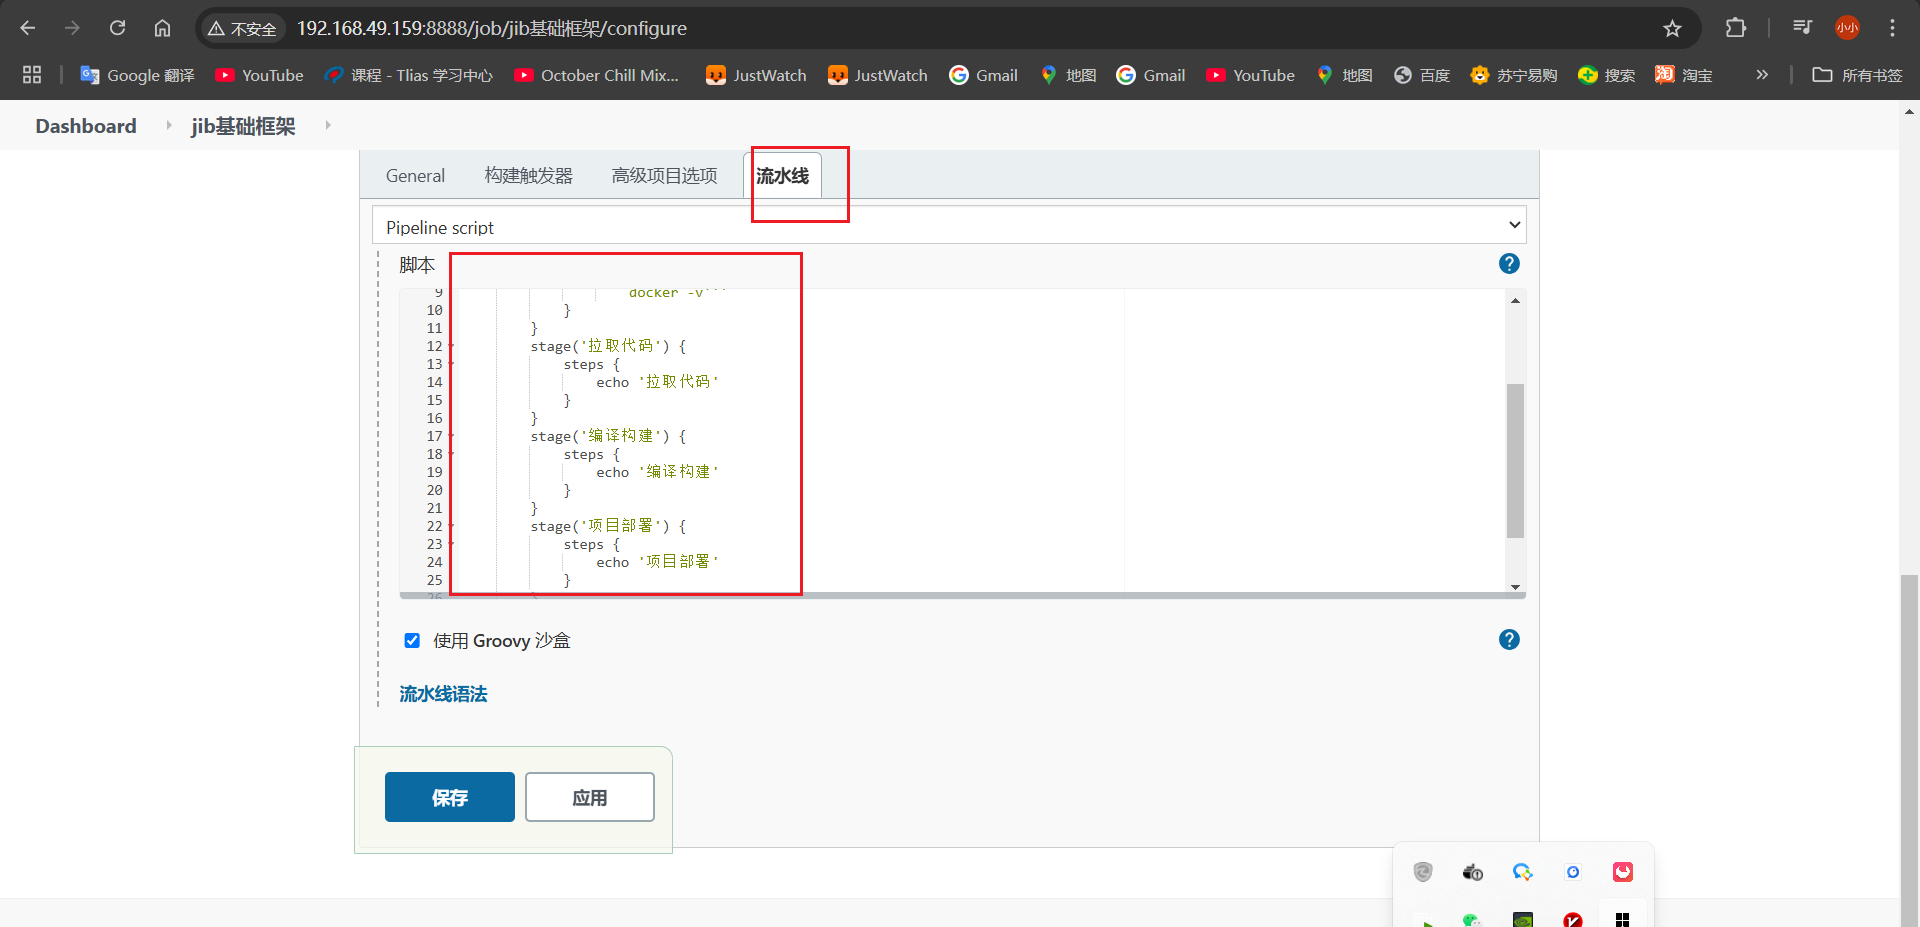 不安全 192.168.49.159:8888/job/jib基础框架/configure 小小
Google 翻译 YouTube 课程 - Tlias 学习中心 October Chill Mix... JustWatch JustWatch Gmail 地图 Gmail YouTube 地图 百度 苏宁易购 搜索 淘 淘宝 » 所有书签
Dashboard jib基础框架
General 构建触发器 高级项目选项 流水线
Pipeline script
脚本 ?
9 docker -v'''
10 }
11 }
12 stage('拉取代码') {
13 steps {
14 echo '拉取代码'
15 }
16 }
17 stage('编译构建') {
18 steps {
19 echo '编译构建'
20 }
21 }
22 stage('项目部署') {
23 steps {
24 echo '项目部署'
25 }
26
使用 Groovy 沙盒 ?
流水线语法
保存 应用